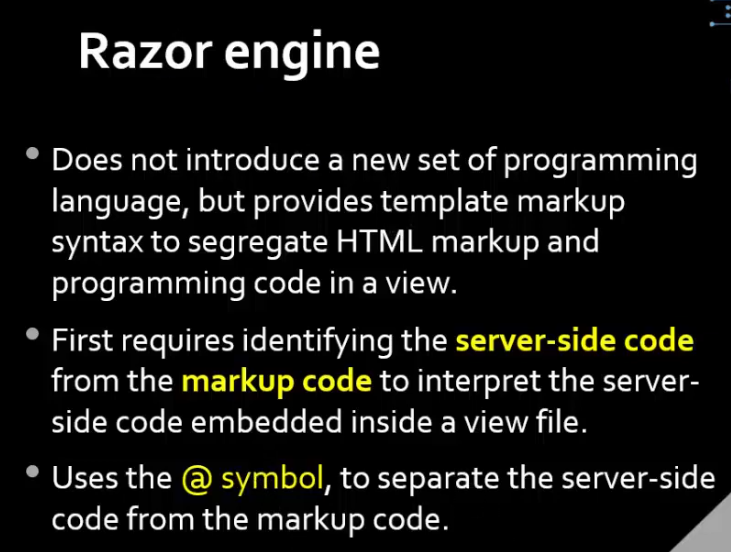 Razor engine
• Does not introduce a new set of programming
language, but provides template markup
syntax to segregate HTML markup and
programming code in a view.
• First requires identifying the server-side code
from the markup code to interpret the server-
side code embedded inside a view file.
• Uses the @ symbol, to separate the server-side
code from the markup code.